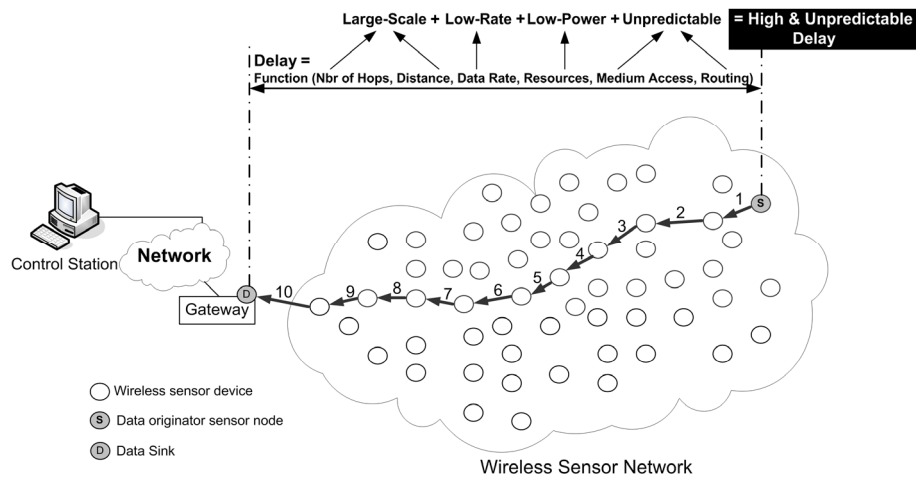 Large-Scale + Low-Rate +Low-Power +Unpredictable
= High & Unpredictable
Delay
Delay =
Function (Nbr of Hops, Distance, Data Rate, Resources, Medium Access, Routing)
S
1
2
3
4
5
6
7
8
9
10
D
Control Station
Network
Gateway
Wireless sensor device
S Data originator sensor node
D Data Sink
Wireless Sensor Network